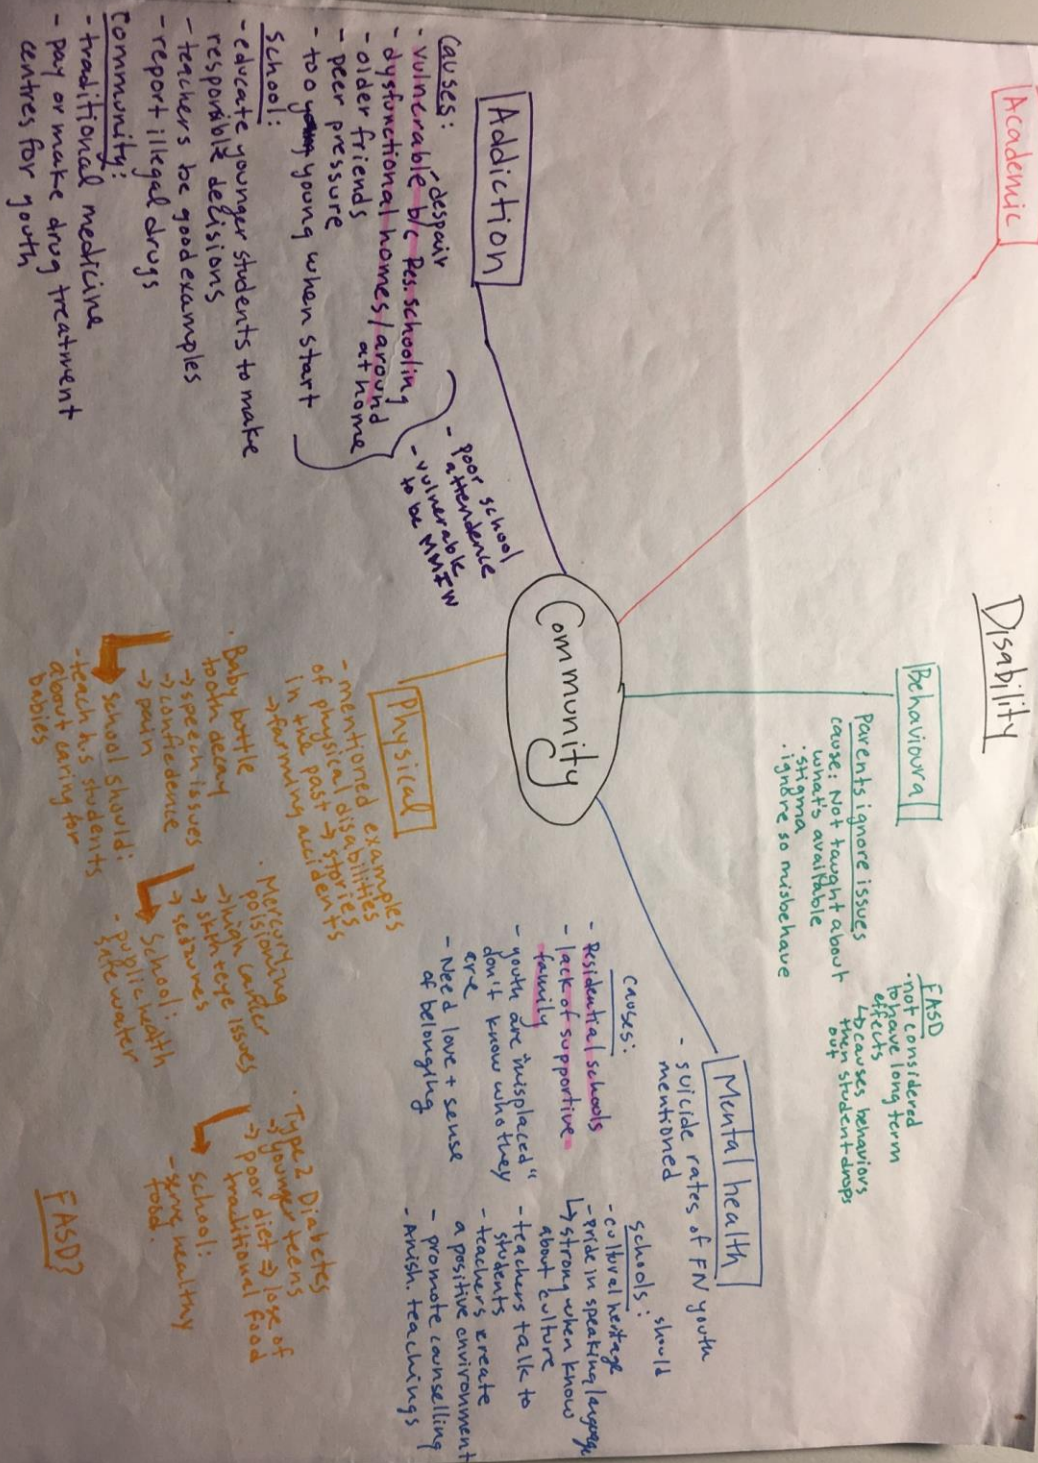 Disability
Academic
Behavioural
Parents ignore issues
cause: Not taught about
what's available
· stigma
· ignore so misbehave
FASD
· not considered
to have long term
effects
↳ causes behaviors
then student drops
out
Community
Addiction
Causes:
despair
- vulnerable b/c Res. schooling
- dysfunctional homes/around
at home
- older friends
- peer pressure
- too young when start
- poor school
attendence
- vulnerable
to be MMIW
School:
- educate younger students to make
responsible decisions
- teachers be good examples
- report illegal drugs
Community:
- traditional medicine
- pay or make drug treatment
centres for youth
Mental health
- suicide rates of FN youth
mentioned
causes:
- Residential schools
- lack of supportive
family
- youth are "misplaced"
don't know who they
are
- Need love + sense
of belonging
Schools: should
- cultural heritage
- pride in speaking language
↳ strong when know
about culture
- teachers talk to
students
- teachers create
a positive environment
- promote counselling
- Anish. teachings
Physical
- mentioned examples
of physical disabilities
in the past → stories
→ farming accidents
· Baby bottle
tooth decay
→ speech issues
→ confiedence
→ pain
school should:
- teach h.s students
about caring for
babies
· Mercury
poisioning
→ high cancer
→ skin + eye issues
→ seizures
School:
- public health
safe water
· Type 2 Diabetes
→ younger teens
→ poor diet → lose of
traditional food
school:
- serve healthy
food.
FASD?